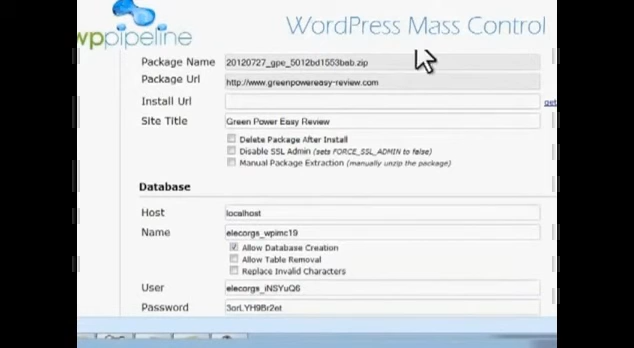 wppipeline
WordPress Mass Control
Package Name 20120727_gpe_5012bd1553bab.zip
Package Url http://www.greenpowereasy-review.com
Install Url get
Site Title Green Power Easy Review
Delete Package After Install
Disable SSL Admin (sets FORCE_SSL_ADMIN to false)
Manual Package Extraction (manually unzip the package)
Database
Host localhost
Name elecorgs_wpimc19
Allow Database Creation
Allow Table Removal
Replace Invalid Characters
User elecorgs_iNSYuQ6
Password 3orLYH9Br2et